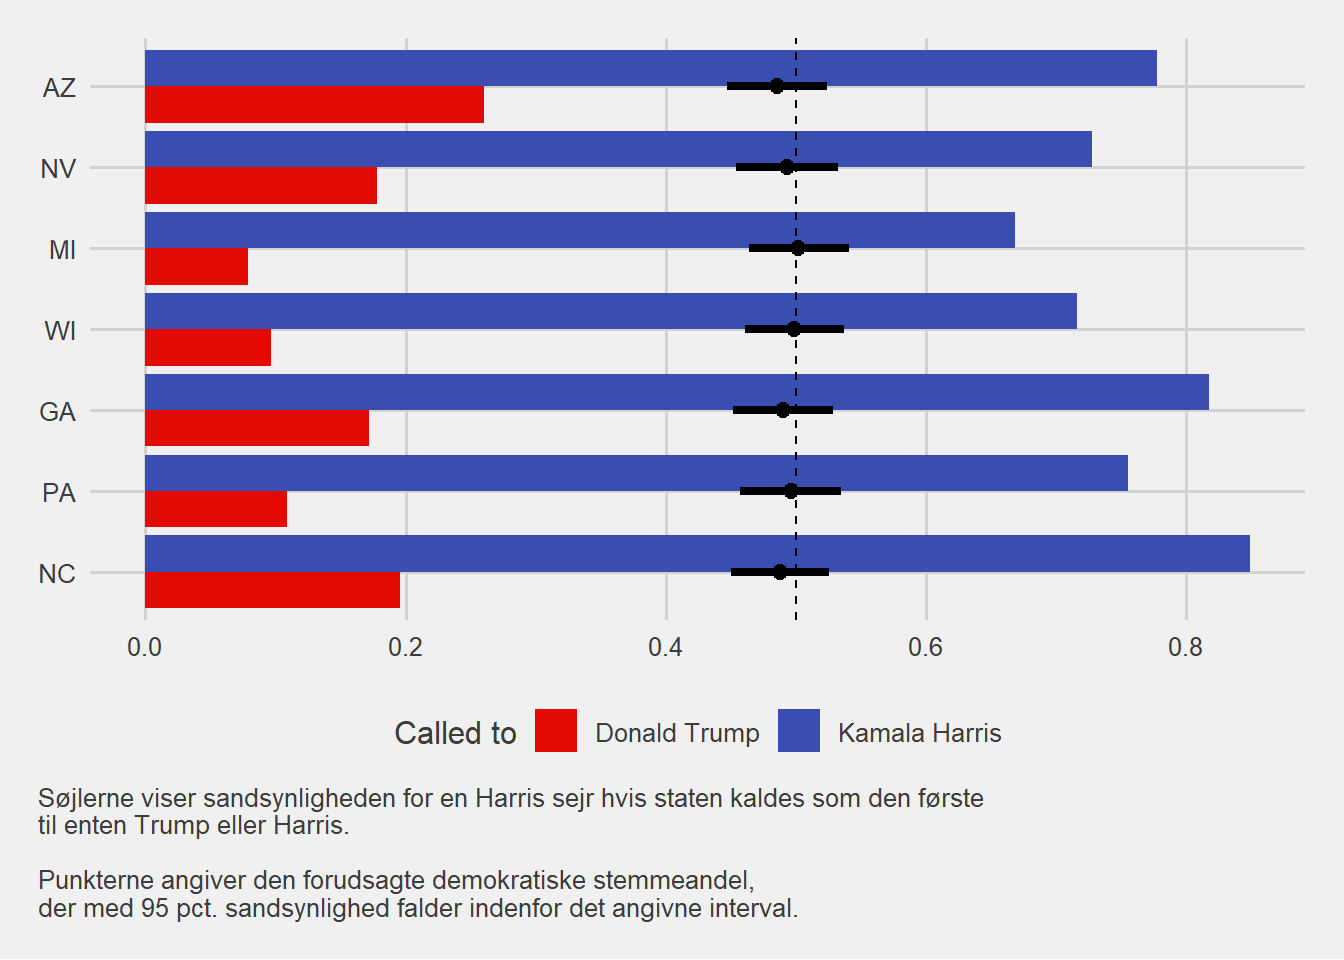 AZ
NV
MI
WI
GA
PA
NC
0.0 0.2 0.4 0.6 0.8
Called to Donald Trump Kamala Harris
Søjlerne viser sandsynligheden for en Harris sejr hvis staten kaldes som den første
til enten Trump eller Harris.
Punkterne angiver den forudsagte demokratiske stemmeandel,
der med 95 pct. sandsynlighed falder indenfor det angivne interval.